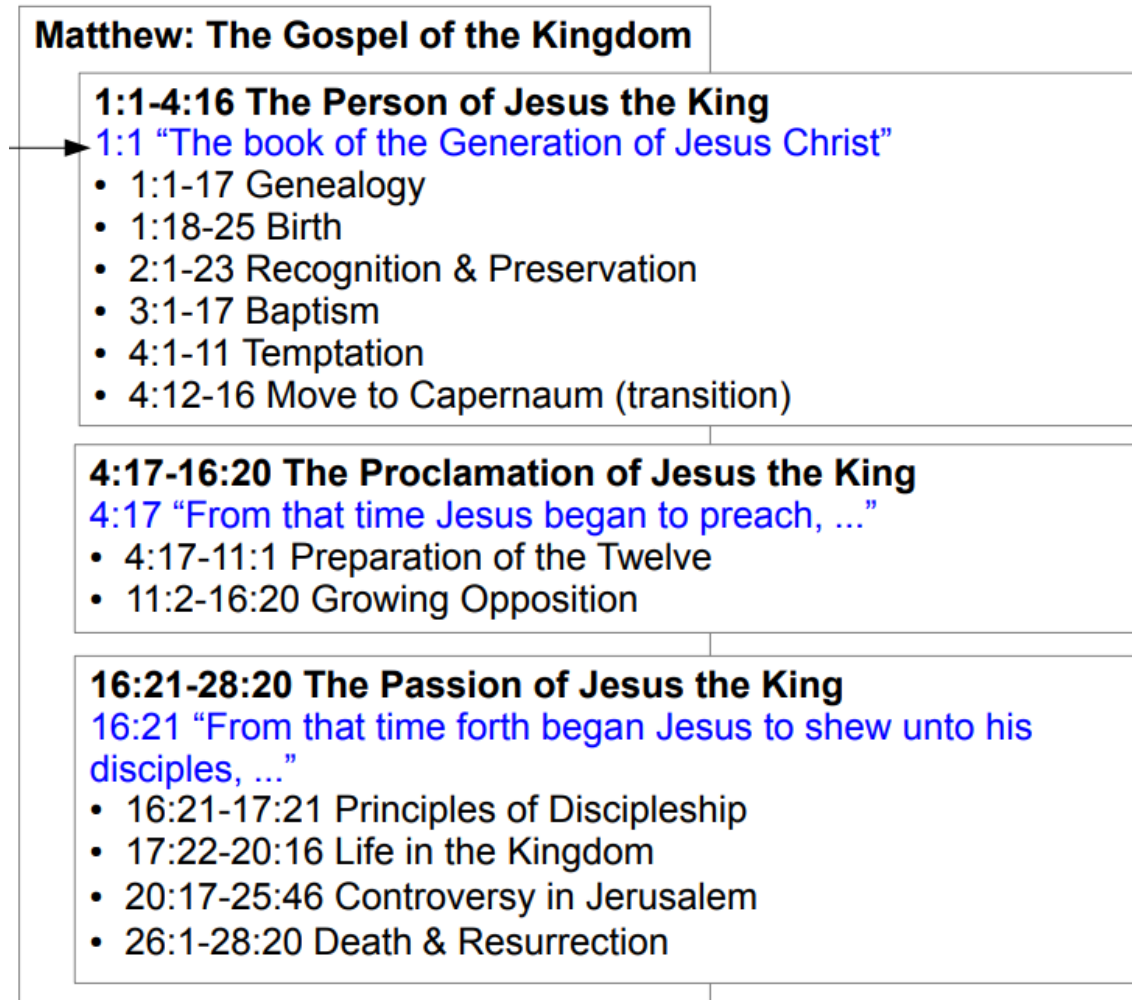 Matthew: The Gospel of the Kingdom
1:1-4:16 The Person of Jesus the King
1:1 “The book of the Generation of Jesus Christ”
• 1:1-17 Genealogy
• 1:18-25 Birth
• 2:1-23 Recognition & Preservation
• 3:1-17 Baptism
• 4:1-11 Temptation
• 4:12-16 Move to Capernaum (transition)
4:17-16:20 The Proclamation of Jesus the King
4:17 “From that time Jesus began to preach, ...”
• 4:17-11:1 Preparation of the Twelve
• 11:2-16:20 Growing Opposition
16:21-28:20 The Passion of Jesus the King
16:21 “From that time forth began Jesus to shew unto his
disciples, ...”
• 16:21-17:21 Principles of Discipleship
• 17:22-20:16 Life in the Kingdom
• 20:17-25:46 Controversy in Jerusalem
• 26:1-28:20 Death & Resurrection